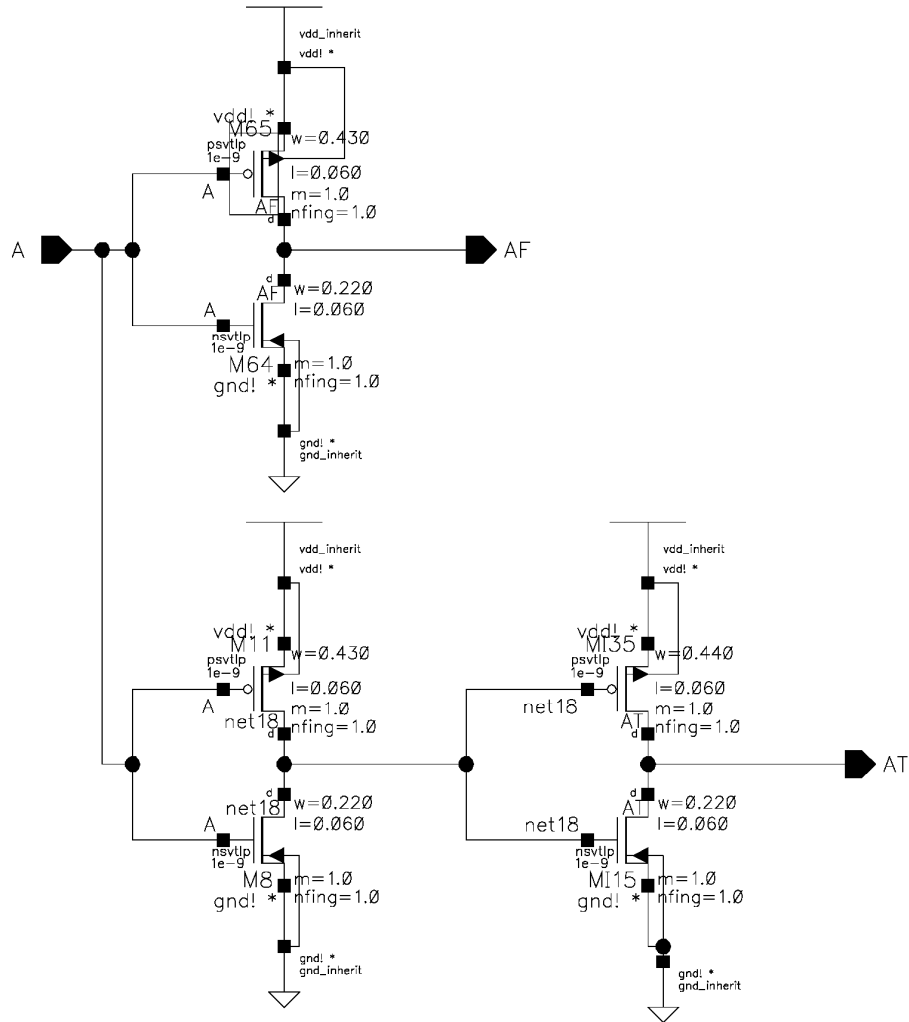 vdd_inherit
vdd! *
vdd! *
M65
w=0.430
psvtlp
1e-9
l=0.060
A
m=1.0
AF
nfing=1.0
d
A
AF
d
w=0.220
AF
l=0.060
A
nsvtlp
1e-9
M64
m=1.0
gnd! *
nfing=1.0
gnd! *
gnd_inherit
vdd_inherit
vdd! *
vdd! *
M11
w=0.430
psvtlp
1e-9
l=0.060
A
m=1.0
net18
nfing=1.0
d
d
w=0.220
net18
l=0.060
A
nsvtlp
1e-9
M8
m=1.0
gnd! *
nfing=1.0
gnd! *
gnd_inherit
vdd_inherit
vdd! *
vdd! *
MI35
w=0.440
psvtlp
1e-9
l=0.060
net18
m=1.0
AT
nfing=1.0
d
AT
d
w=0.220
AT
l=0.060
net18
nsvtlp
1e-9
MI15
m=1.0
gnd! *
nfing=1.0
gnd! *
gnd_inherit